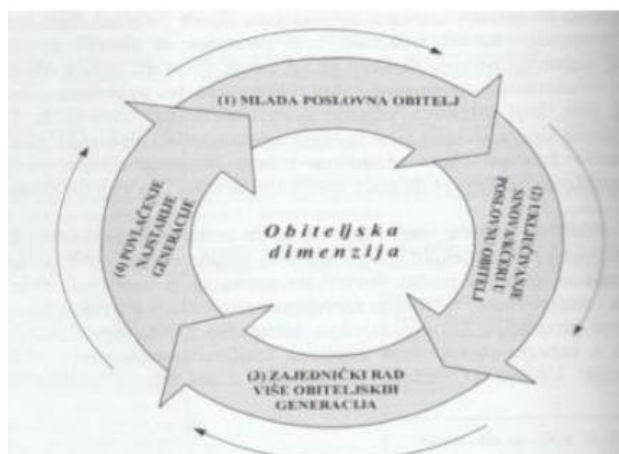 (1) MLADA POSLOVNA OBITELJ
(2) UKLJUČIVANJE
SINOVA/KĆERI U
POSLOVNU OBITELJ
Obiteljska
dimenzija
(4) POVLAČENJE
NAJSTARIJE
GENERACIJE
(3) ZAJEDNIČKI RAD
VIŠE OBITELJSKIH
GENERACIJA